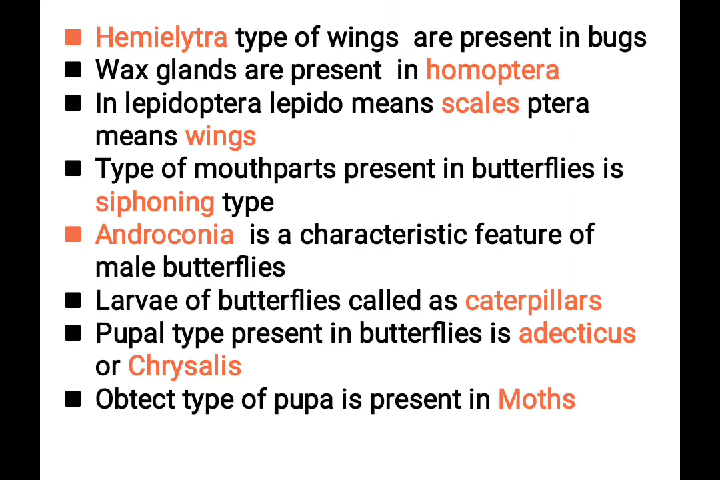 Hemielytra type of wings are present in bugs
Wax glands are present in homoptera
In lepidoptera lepido means scales ptera
means wings
Type of mouthparts present in butterflies is
siphoning type
Androconia is a characteristic feature of
male butterflies
Larvae of butterflies called as caterpillars
Pupal type present in butterflies is adecticus
or Chrysalis
Obtect type of pupa is present in Moths